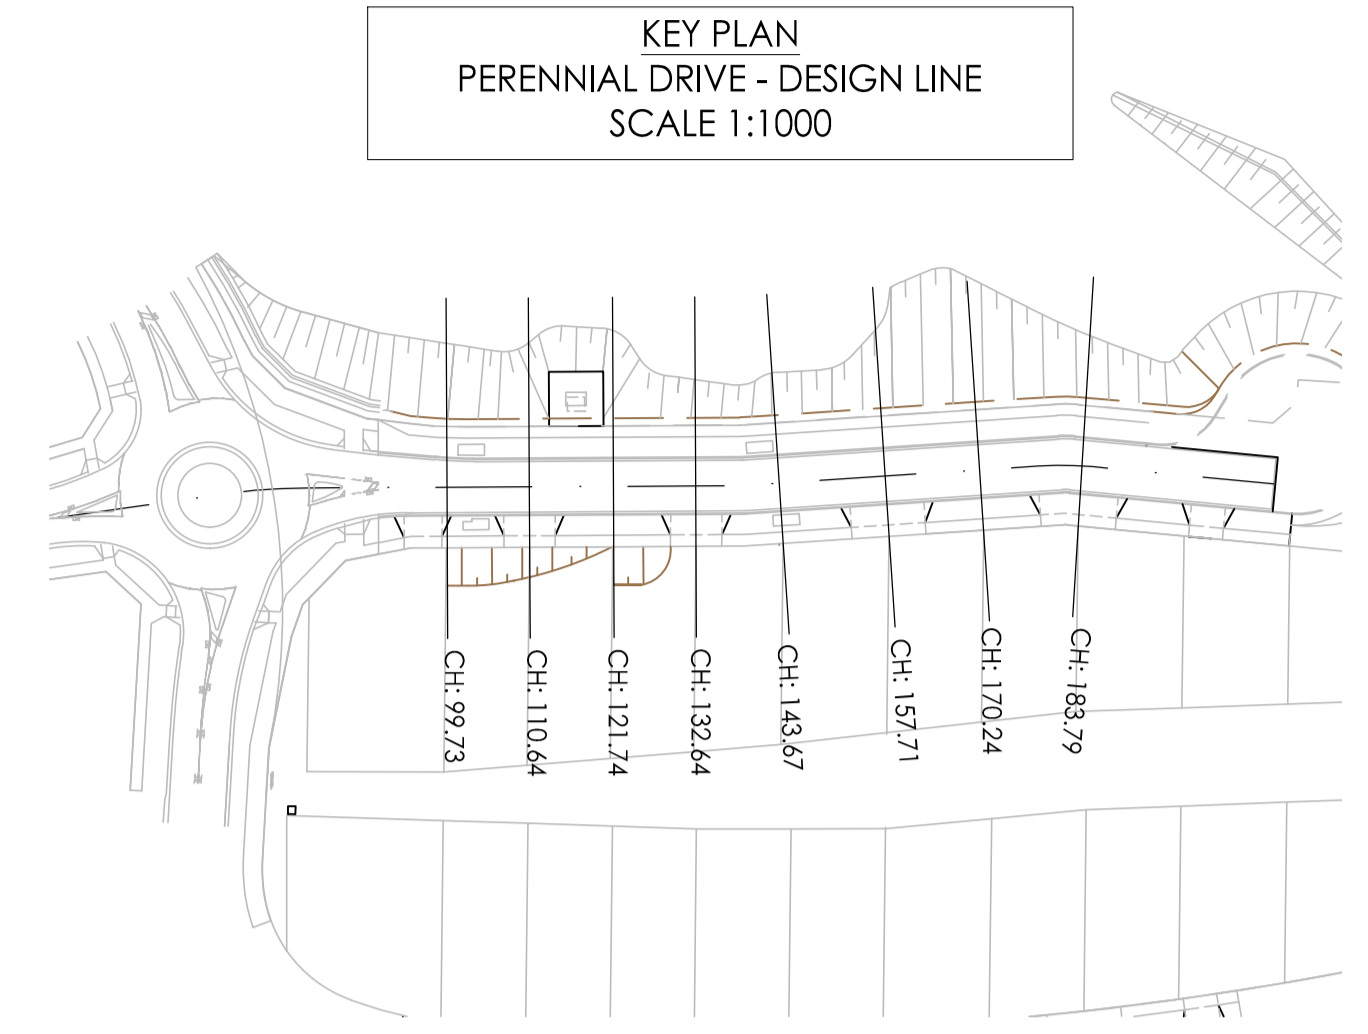 KEY PLAN
PERENNIAL DRIVE - DESIGN LINE
SCALE 1:1000
CH: 99.73
CH: 110.64
CH: 121.74
CH: 132.64
CH: 143.67
CH: 157.71
CH: 170.24
CH: 183.79